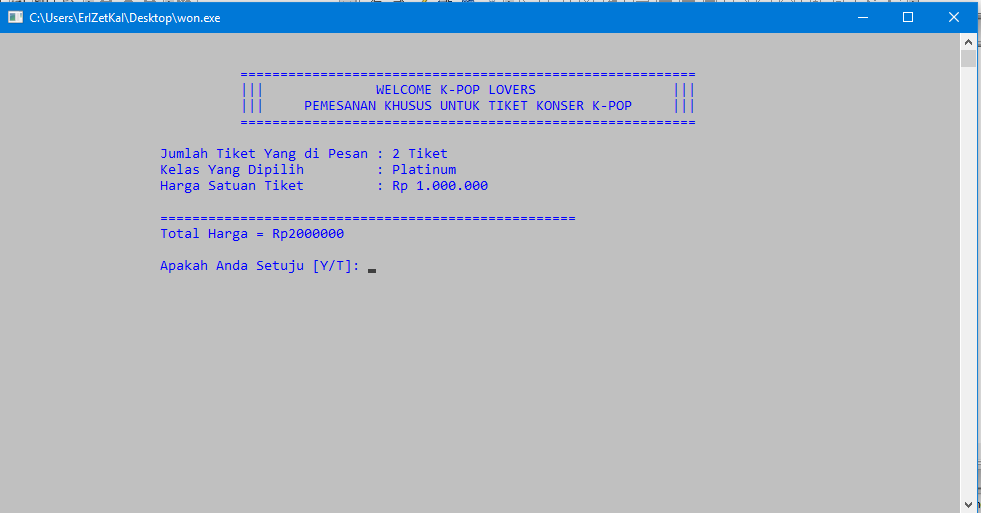 C:\Users\ErlZetKal\Desktop\won.exe
==========================================================
||| WELCOME K-POP LOVERS |||
||| PEMESANAN KHUSUS UNTUK TIKET KONSER K-POP |||
==========================================================
Jumlah Tiket Yang di Pesan : 2 Tiket
Kelas Yang Dipilih : Platinum
Harga Satuan Tiket : Rp 1.000.000
====================================================
Total Harga = Rp2000000
Apakah Anda Setuju [Y/T]: